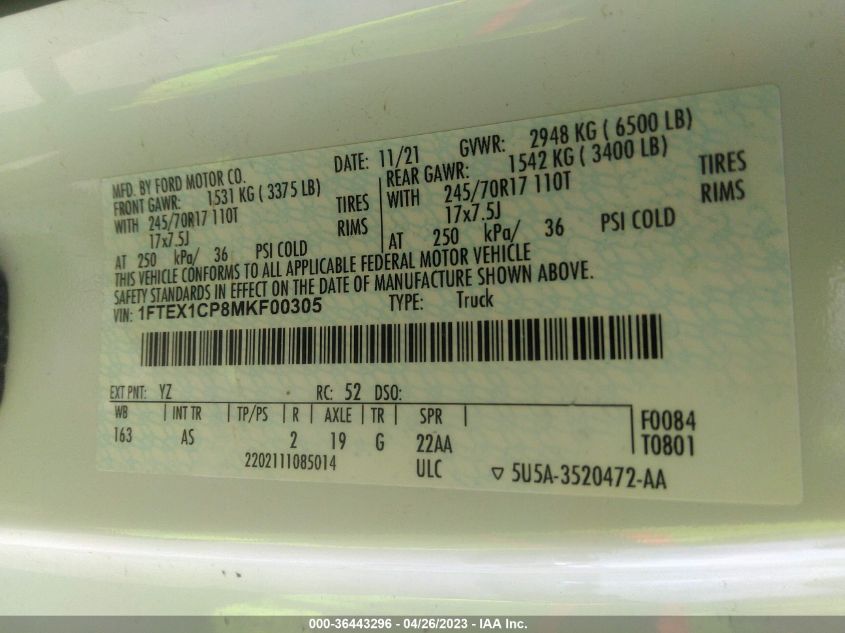 MFD. BY FORD MOTOR CO.
DATE: 11/21 GVWR: 2948 KG ( 6500 LB)
FRONT GAWR: 1531 KG ( 3375 LB)
REAR GAWR: 1542 KG ( 3400 LB)
WITH 245/70R17 110T TIRES
WITH 245/70R17 110T TIRES
17x7.5J RIMS
17x7.5J RIMS
AT 250 kPa/ 36 PSI COLD
AT 250 kPa/ 36 PSI COLD
THIS VEHICLE CONFORMS TO ALL APPLICABLE FEDERAL MOTOR VEHICLE
SAFETY STANDARDS IN EFFECT ON THE DATE OF MANUFACTURE SHOWN ABOVE.
VIN: 1FTEX1CP8MKF00305 TYPE: Truck
EXT PNT: YZ RC: 52 DSO:
WB INT TR TP/PS R AXLE TR SPR
163 AS 2 19 G 22AA
F0084
T0801
2202111085014 ULC 5U5A-3520472-AA
000-36443296 - 04/26/2023 - IAA Inc.